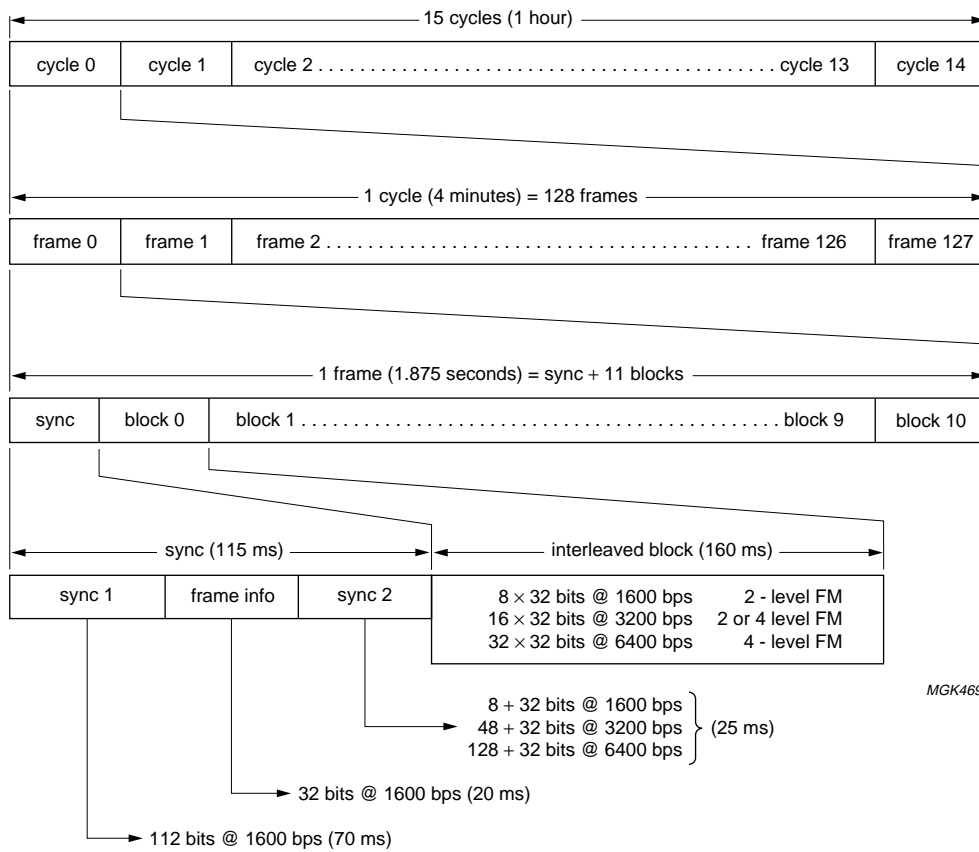 15 cycles (1 hour)
cycle 0 cycle 1 cycle 2 . . . . . . . . . . . . . . . . . . . . . . . . . . . . . . . . . . . cycle 13 cycle 14
1 cycle (4 minutes) = 128 frames
frame 0 frame 1 frame 2 . . . . . . . . . . . . . . . . . . . . . . . . . . . . . . . . . frame 126 frame 127
1 frame (1.875 seconds) = sync + 11 blocks
sync block 0 block 1 . . . . . . . . . . . . . . . . . . . . . . . . . . . . . . . . . . . . . block 9 block 10
sync (115 ms) interleaved block (160 ms)
sync 1 frame info sync 2
8 × 32 bits @ 1600 bps 2 - level FM
16 × 32 bits @ 3200 bps 2 or 4 level FM
32 × 32 bits @ 6400 bps 4 - level FM
MGK469
8 + 32 bits @ 1600 bps
48 + 32 bits @ 3200 bps (25 ms)
128 + 32 bits @ 6400 bps
32 bits @ 1600 bps (20 ms)
112 bits @ 1600 bps (70 ms)